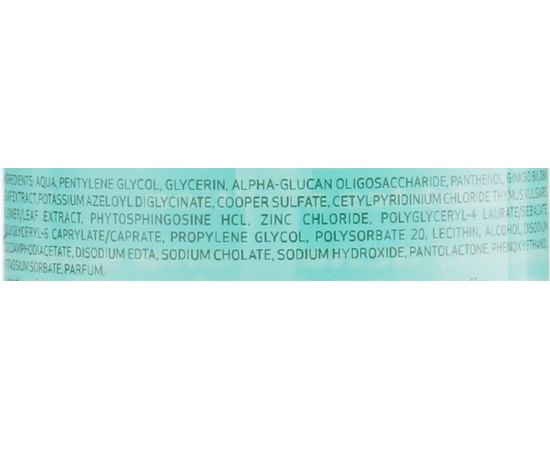 INGREDIENTS: AQUA, PENTYLENE GLYCOL, GLYCERIN, ALPHA-GLUCAN OLIGOSACCHARIDE, PANTHENOL, GINKGO BILOBA
LEAF EXTRACT, POTASSIUM AZELOYL DIGLYCINATE, COOPER SULFATE, CETYLPYRIDINIUM CHLORIDE, THYMUS VULGARIS
FLOWER/LEAF EXTRACT, PHYTOSPHINGOSINE HCL, ZINC CHLORIDE, POLYGLYCERYL-4 LAURATE/SEBACATE,
POLYGLYCERYL-6 CAPRYLATE/CAPRATE, PROPYLENE GLYCOL, POLYSORBATE 20, LECITHIN, ALCOHOL, DISODIUM
COCOAMPHODIACETATE, DISODIUM EDTA, SODIUM CHOLATE, SODIUM HYDROXIDE, PANTOLACTONE, PHENOXYETHANOL,
POTASSIUM SORBATE, PARFUM.